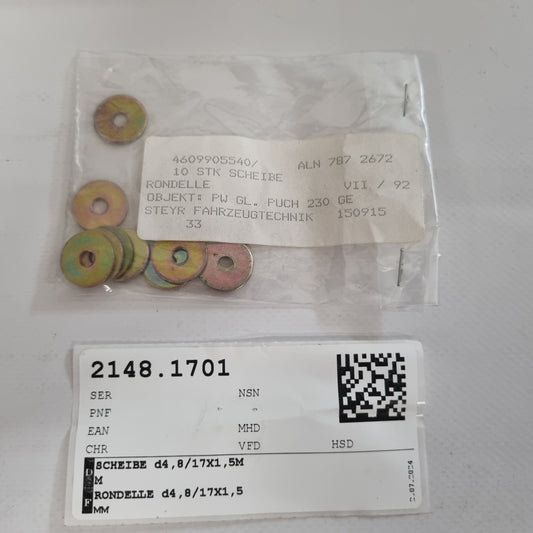 4609905540/ ALN 787 2672
10 STK SCHEIBE
RONDELLE VII / 92
OBJEKT: PW GL. PUCH 230 GE
STEYR FAHRZEUGTECHNIK 150915
33
2148.1701
SER NSN
PNF
EAN MHD
CHR VFD HSD
D SCHEIBE d4,8/17X1,5M
M
F RONDELLE d4,8/17X1,5
MM
.07.2024